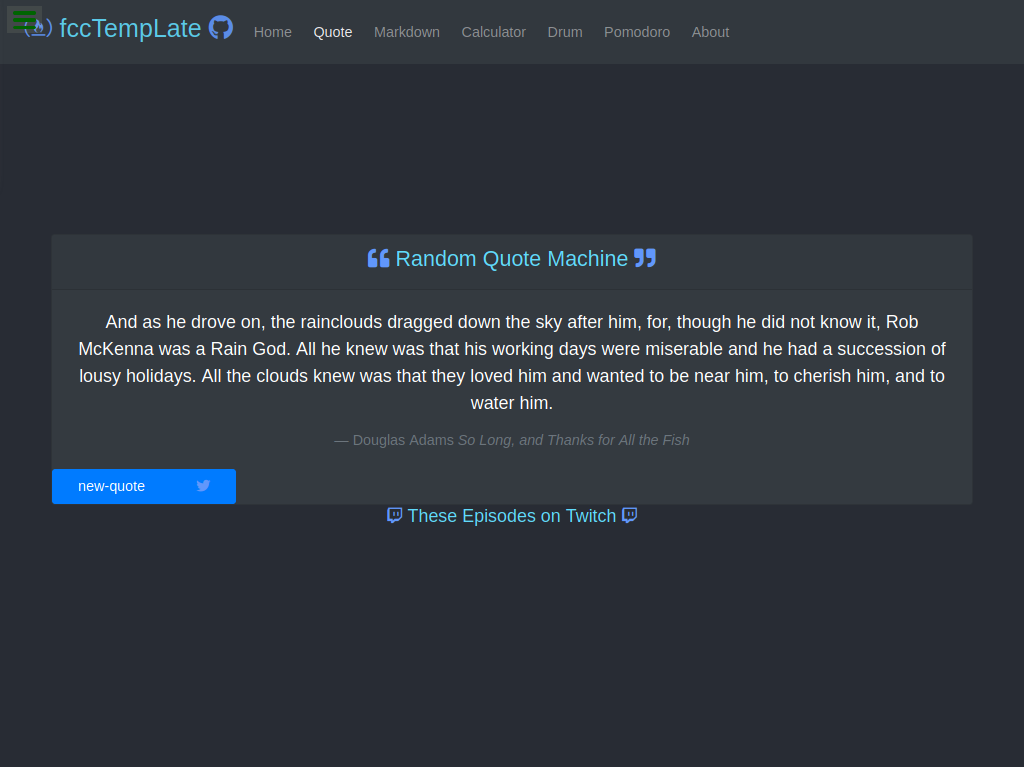 fccTempLate Home Quote Markdown Calculator Drum Pomodoro About
Random Quote Machine
And as he drove on, the rainclouds dragged down the sky after him, for, though he did not know it, Rob
McKenna was a Rain God. All he knew was that his working days were miserable and he had a succession of
lousy holidays. All the clouds knew was that they loved him and wanted to be near him, to cherish him, and to
water him.
— Douglas Adams So Long, and Thanks for All the Fish
new-quote
These Episodes on Twitch